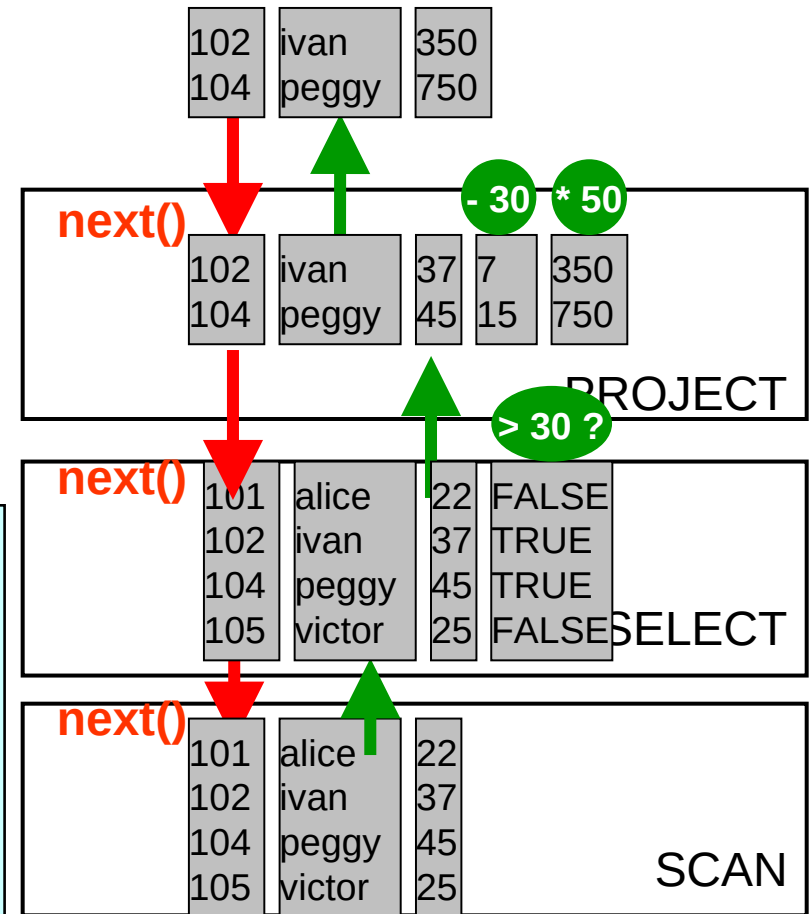 102 ivan 350
104 peggy 750
- 30 * 50
next()
102 ivan 37 7 350
104 peggy 45 15 750
PROJECT
> 30 ?
next()
101 alice 22 FALSE
102 ivan 37 TRUE
104 peggy 45 TRUE
105 victor 25 FALSE
SELECT
next()
101 alice 22
102 ivan 37
104 peggy 45
105 victor 25
SCAN